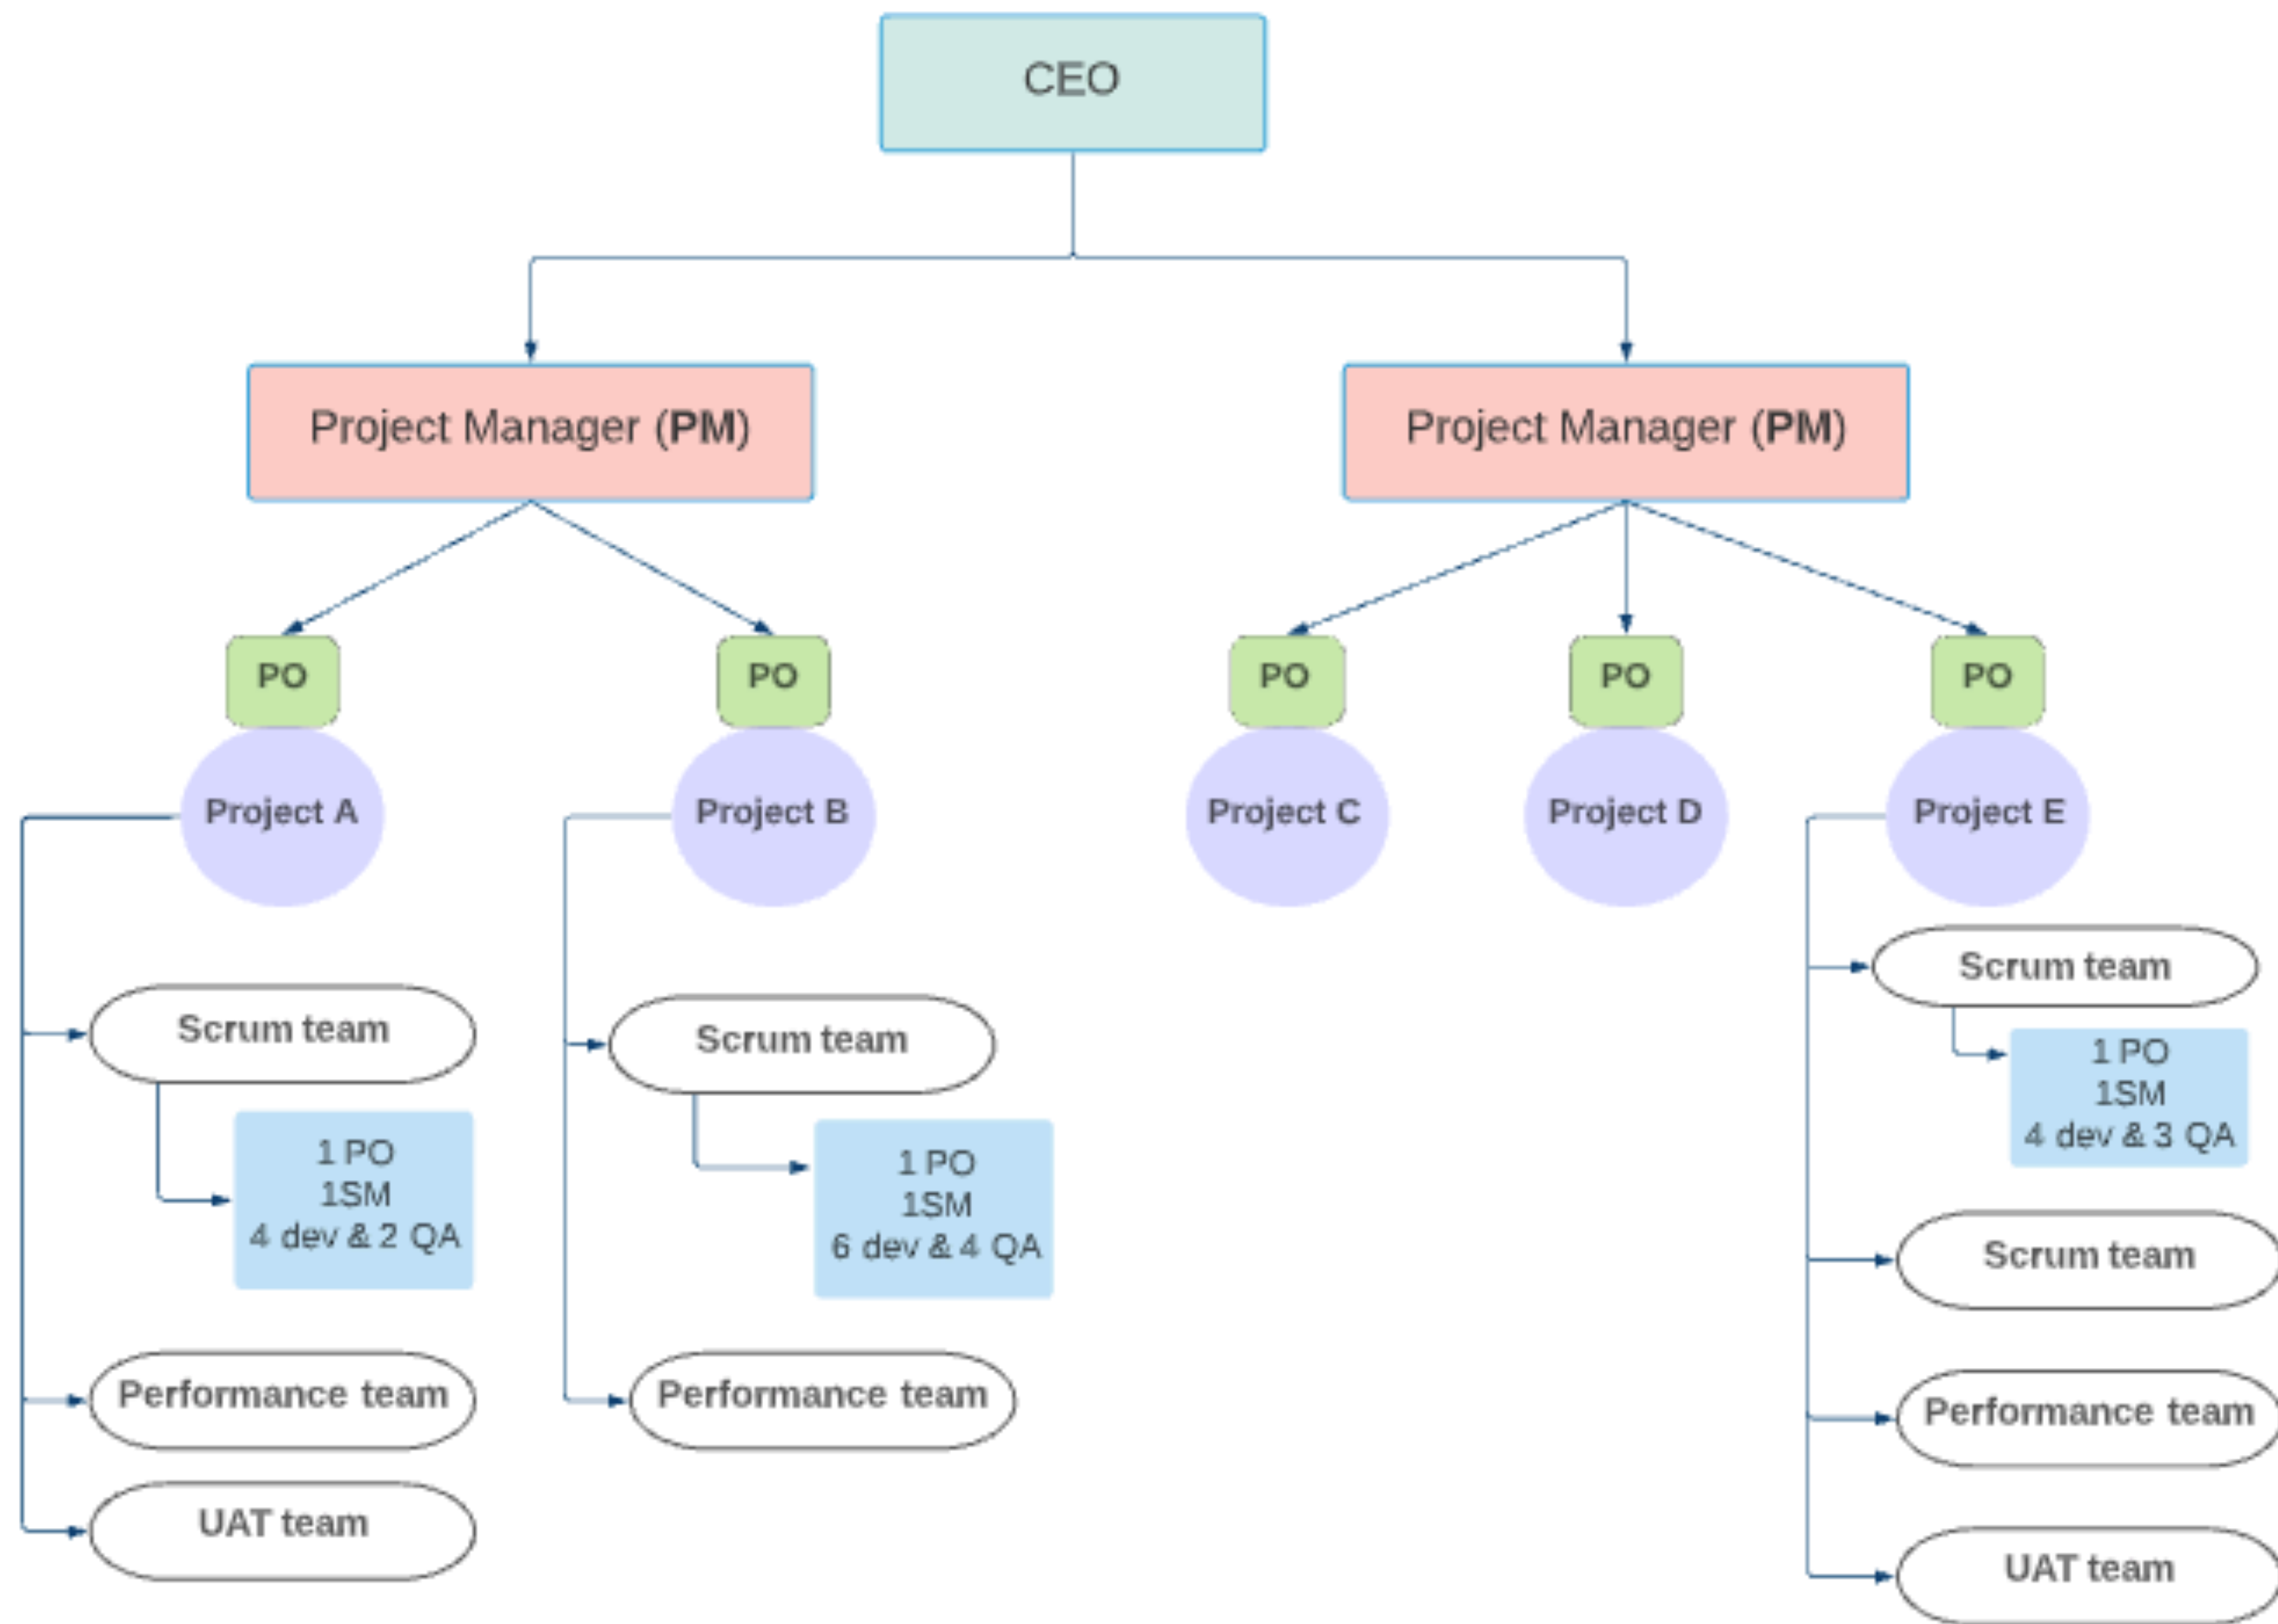 CEO
Project Manager (PM)
Project Manager (PM)
PO
PO
PO
PO
PO
Project A
Project B
Project C
Project D
Project E
Scrum team
1 PO
1SM
4 dev & 2 QA
Performance team
UAT team
Scrum team
1 PO
1SM
6 dev & 4 QA
Performance team
Scrum team
1 PO
1SM
4 dev & 3 QA
Scrum team
Performance team
UAT team